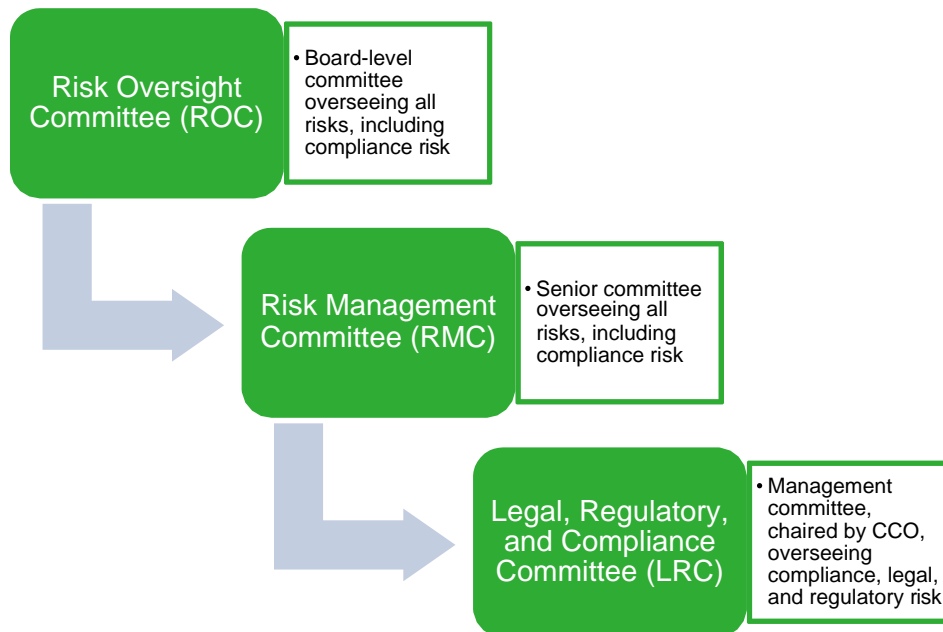 Risk Oversight
Committee (ROC)
• Board-level
committee
overseeing all
risks, including
compliance risk
Risk Management
Committee (RMC)
• Senior committee
overseeing all
risks, including
compliance risk
Legal, Regulatory,
and Compliance
Committee (LRC)
• Management
committee,
chaired by CCO,
overseeing
compliance, legal,
and regulatory risk